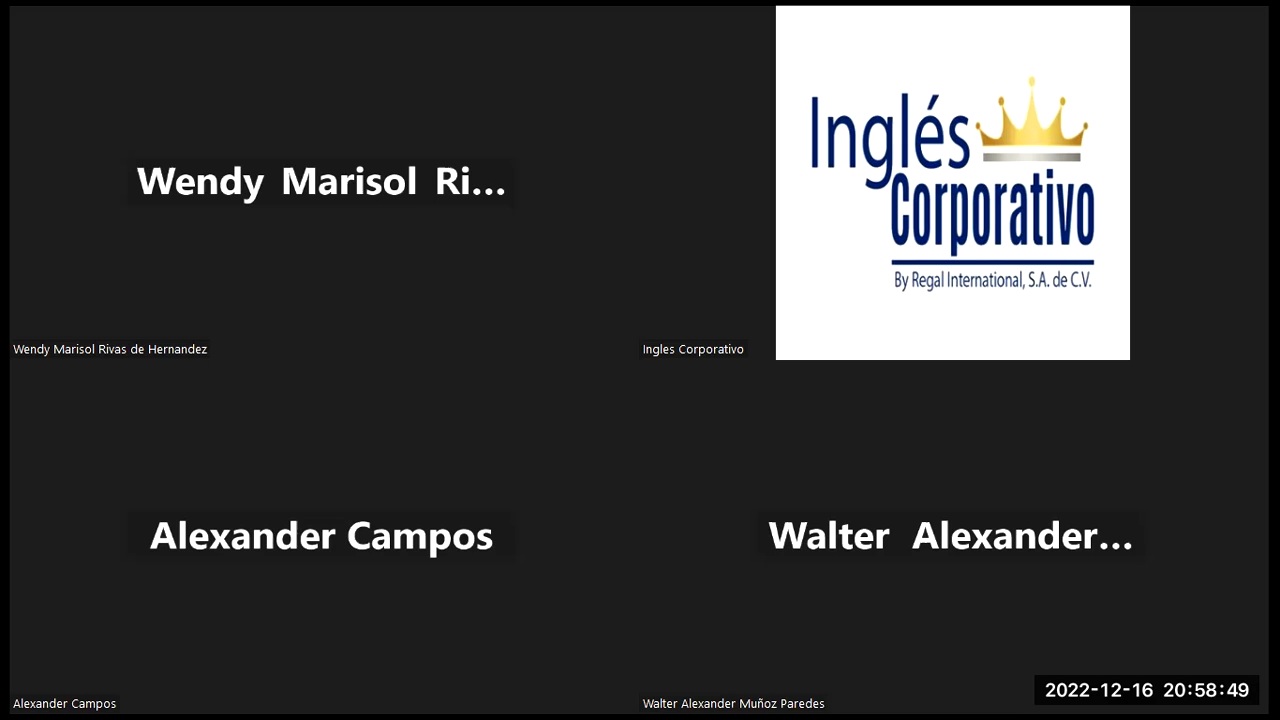 Wendy Marisol Ri...
Wendy Marisol Rivas de Hernandez
Inglés
Corporativo
By Regal International, S.A. de C.V.
Ingles Corporativo
Alexander Campos
Alexander Campos
Walter Alexander...
Walter Alexander Muñoz Paredes
2022-12-16 20:58:49